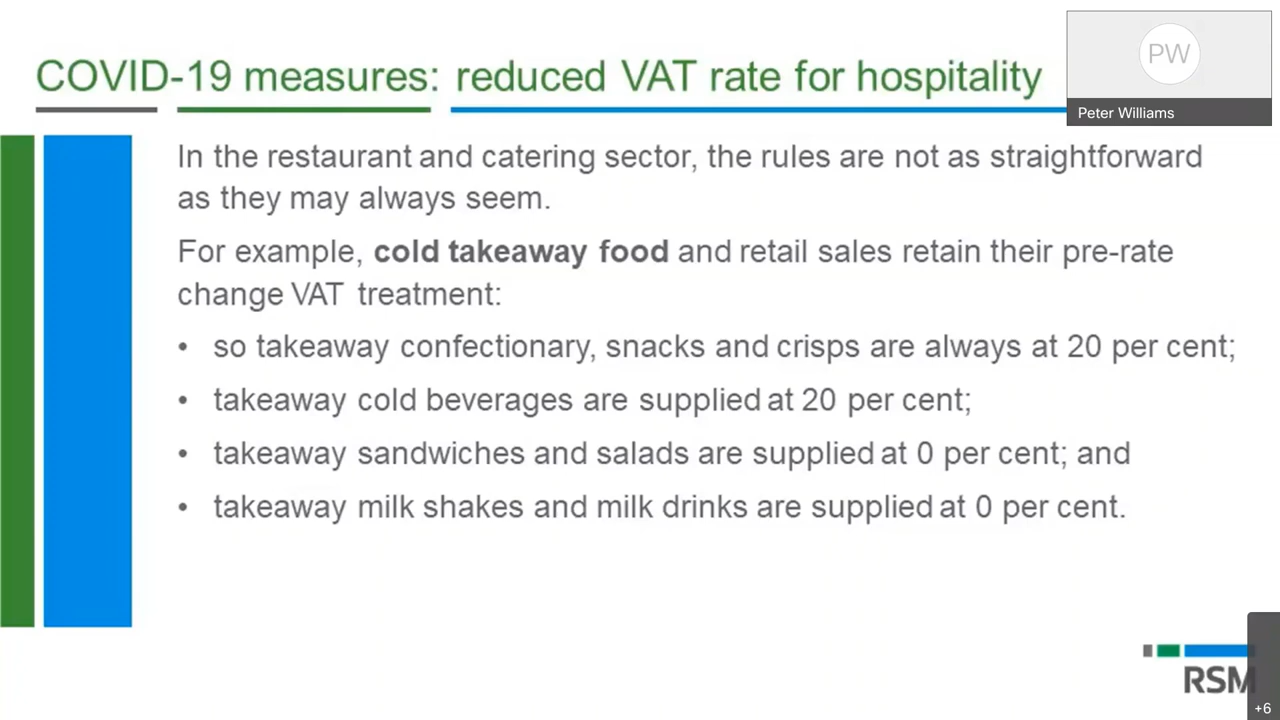 COVID-19 measures: reduced VAT rate for hospitality
PW
Peter Williams
In the restaurant and catering sector, the rules are not as straightforward
as they may always seem.
For example, cold takeaway food and retail sales retain their pre-rate
change VAT treatment:
• so takeaway confectionary, snacks and crisps are always at 20 per cent;
• takeaway cold beverages are supplied at 20 per cent;
• takeaway sandwiches and salads are supplied at 0 per cent; and
• takeaway milk shakes and milk drinks are supplied at 0 per cent.
RSM
+6